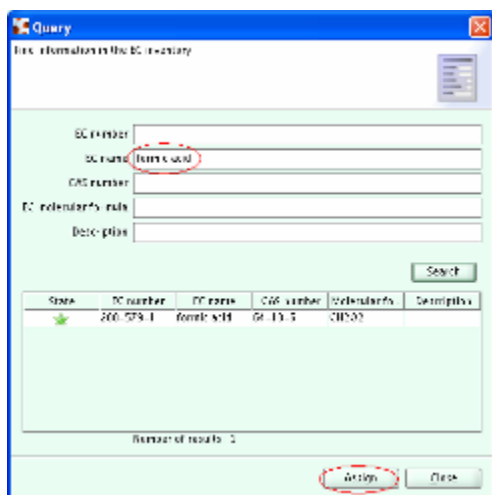 Query
Find information in the EC inventory
EC number
EC name formic acid
CAS number
EC molecular formula
Description
Search
State EC number EC name CAS number Molecular fo... Description
200-579-1 formic acid 64-18-6 CH2O2
Number of results: 1
Assign Close